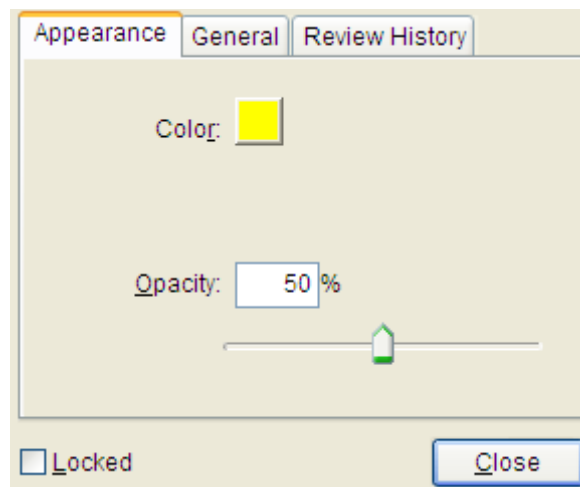 Appearance General Review History
Color:
Opacity: 50 %
Locked Close